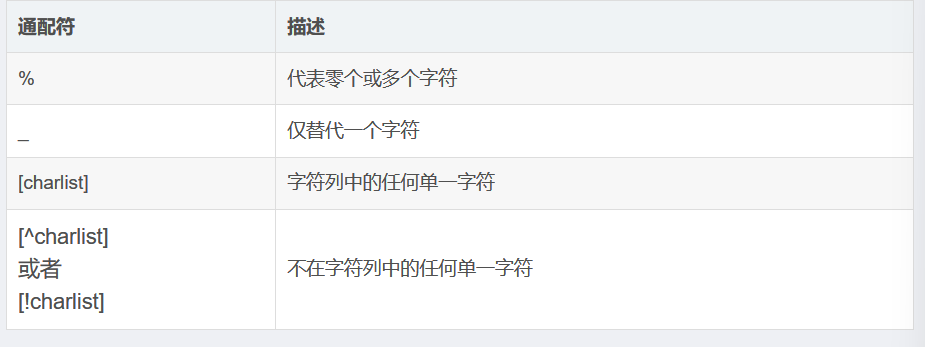 通配符 描述
% 代表零个或多个字符
_ 仅替代一个字符
[charlist] 字符列中的任何单一字符
[^charlist]
或者
[!charlist]
不在字符列中的任何单一字符